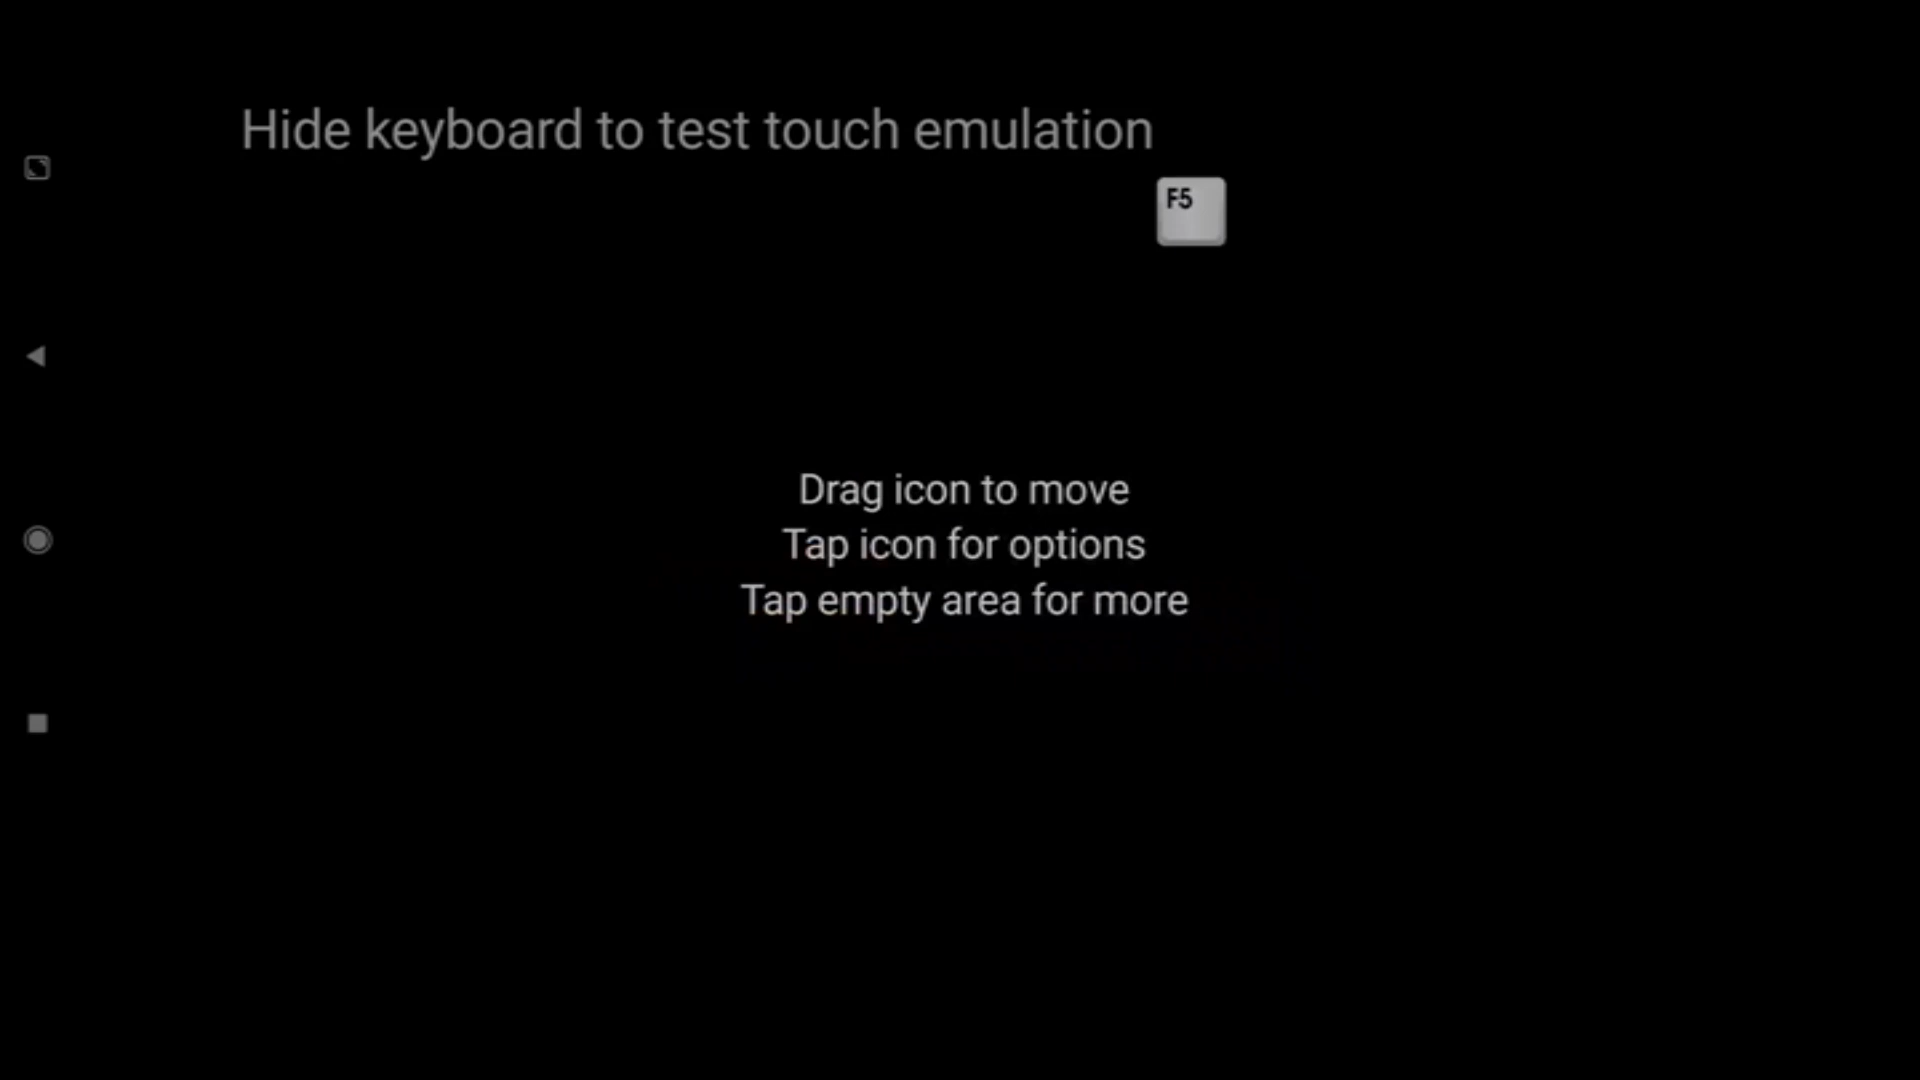 Hide keyboard to test touch emulation
F5
Drag icon to move
Tap icon for options
Tap empty area for more